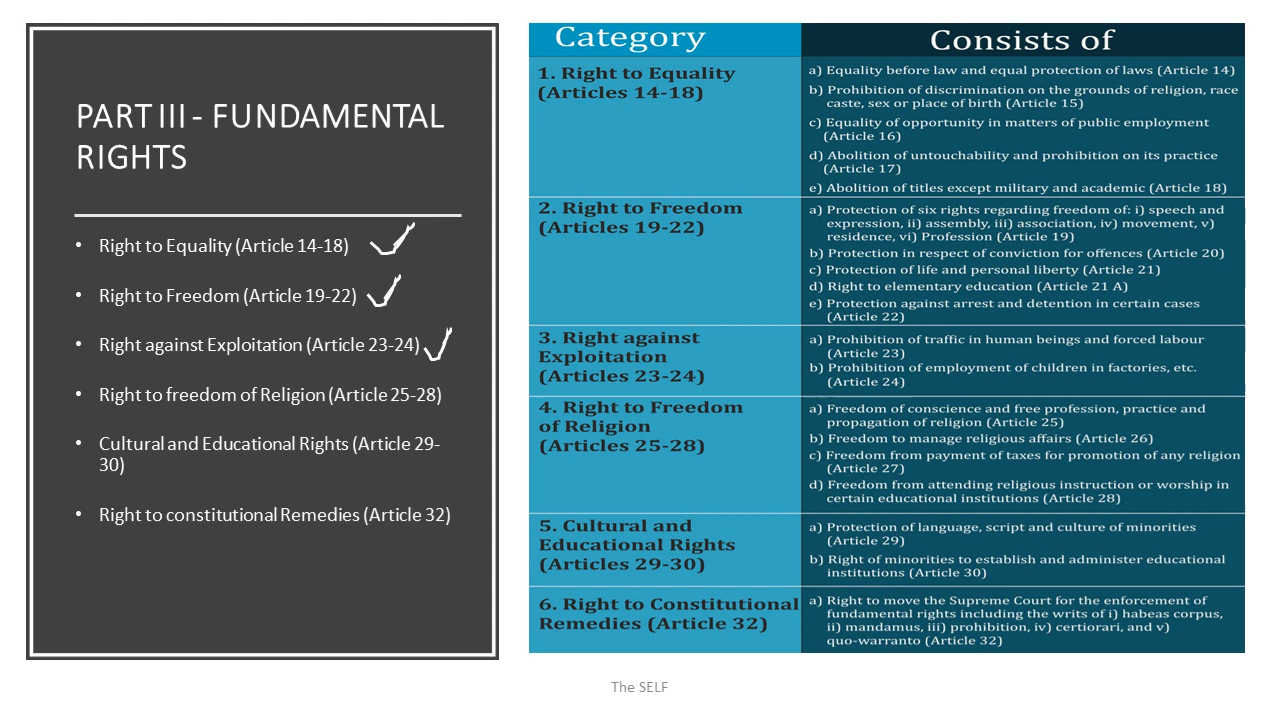 PART III - FUNDAMENTAL
RIGHTS
• Right to Equality (Article 14-18)
• Right to Freedom (Article 19-22)
• Right against Exploitation (Article 23-24)
• Right to freedom of Religion (Article 25-28)
• Cultural and Educational Rights (Article 29-
30)
• Right to constitutional Remedies (Article 32)
Category
Consists of
1. Right to Equality
(Articles 14-18)
a) Equality before law and equal protection of laws (Article 14)
b) Prohibition of discrimination on the grounds of religion, race
caste, sex or place of birth (Article 15)
c) Equality of opportunity in matters of public employment
(Article 16)
d) Abolition of untouchability and prohibition on its practice
(Article 17)
e) Abolition of titles except military and academic (Article 18)
2. Right to Freedom
(Articles 19-22)
a) Protection of six rights regarding freedom of: i) speech and
expression, ii) assembly, iii) association, iv) movement, v)
residence, vi) Profession (Article 19)
b) Protection in respect of conviction for offences (Article 20)
c) Protection of life and personal liberty (Article 21)
d) Right to elementary education (Article 21 A)
e) Protection against arrest and detention in certain cases
(Article 22)
3. Right against
Exploitation
(Articles 23-24)
a) Prohibition of traffic in human beings and forced labour
(Article 23)
b) Prohibition of employment of children in factories, etc.
(Article 24)
4. Right to Freedom
of Religion
(Articles 25-28)
a) Freedom of conscience and free profession, practice and
propagation of religion (Article 25)
b) Freedom to manage religious affairs (Article 26)
c) Freedom from payment of taxes for promotion of any religion
(Article 27)
d) Freedom from attending religious instruction or worship in
certain educational institutions (Article 28)
5. Cultural and
Educational Rights
(Articles 29-30)
a) Protection of language, script and culture of minorities
(Article 29)
b) Right of minorities to establish and administer educational
institutions (Article 30)
6. Right to Constitutional
Remedies (Article 32)
a) Right to move the Supreme Court for the enforcement of
fundamental rights including the writs of i) habeas corpus,
ii) mandamus, iii) prohibition, iv) certiorari, and v)
quo-warranto (Article 32)
The SELF